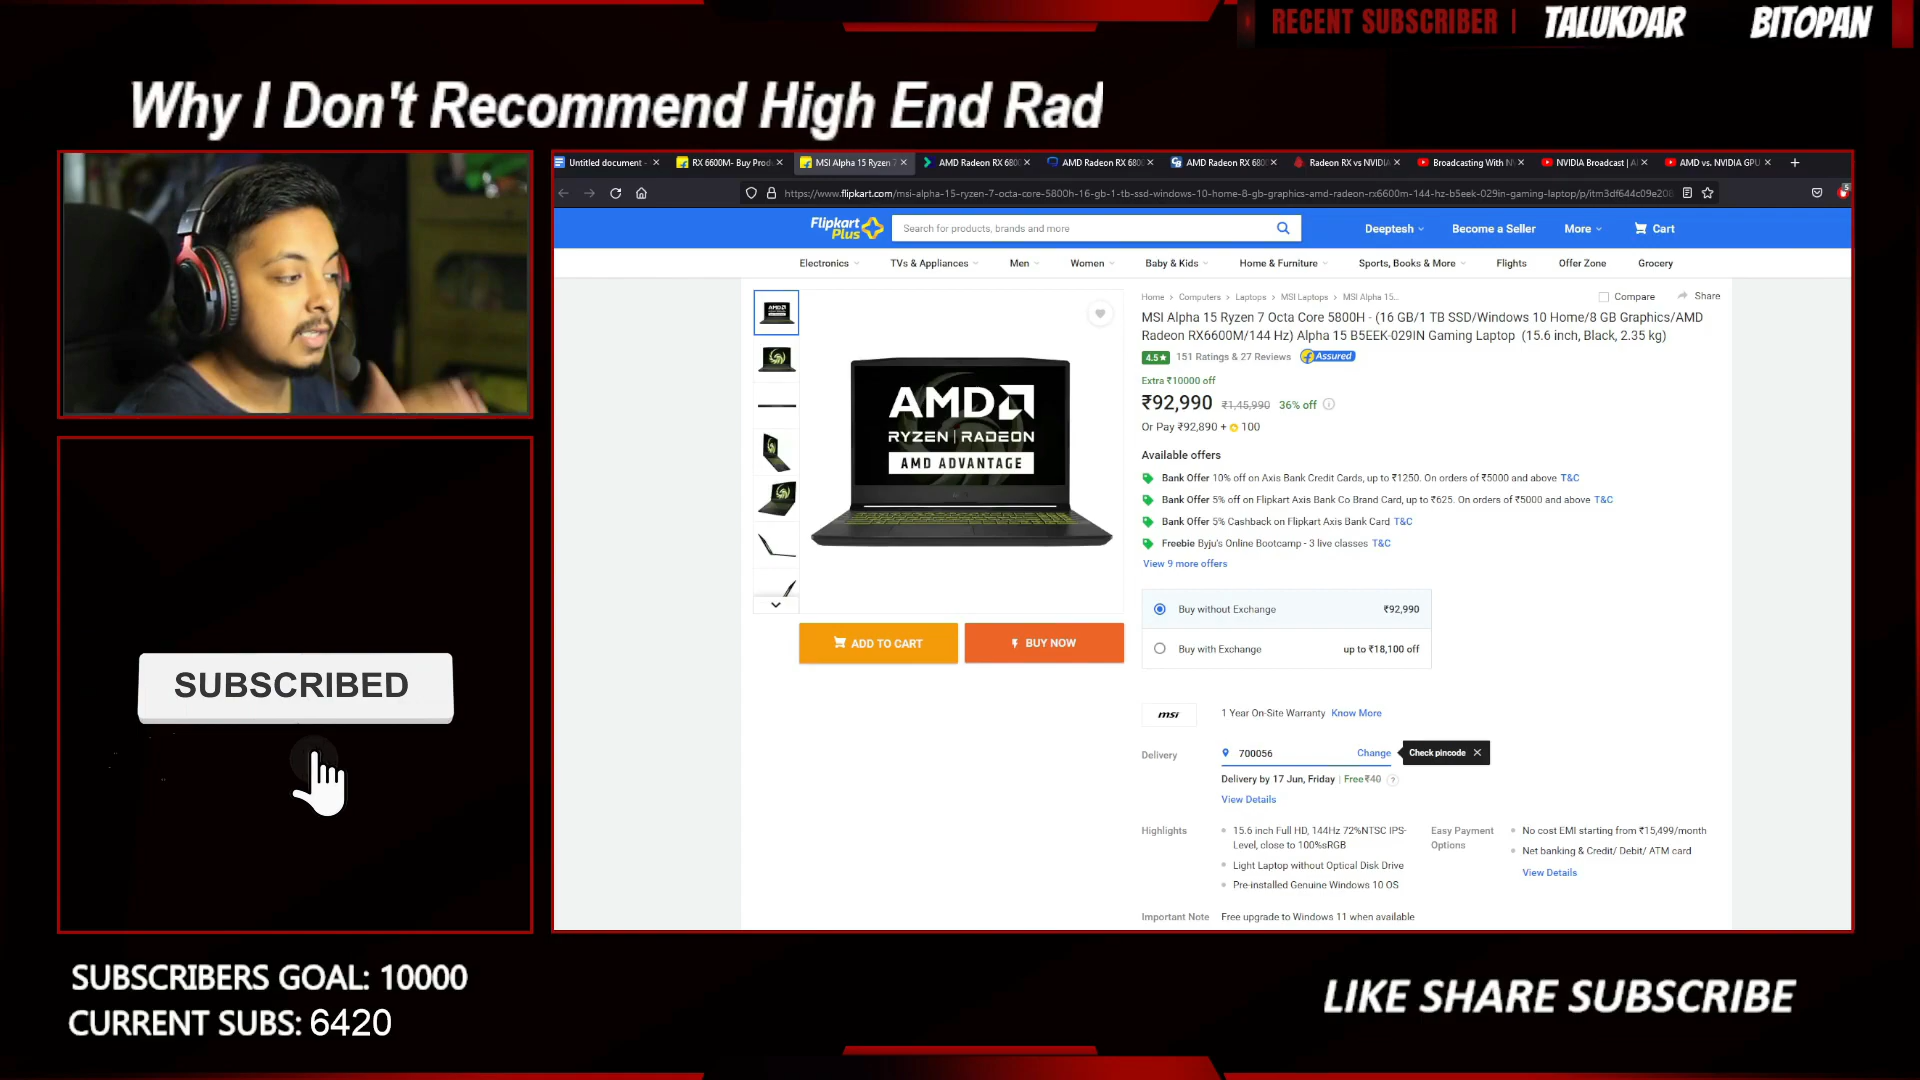 RECENT SUBSCRIBER | TALUKDAR BITOPAN
Why I Don't Recommend High End Rad
Untitled document -
RX 6600M- Buy Prod
MSI Alpha 15 Ryzen 7
AMD Radeon RX 680
AMD Radeon RX 680
AMD Radeon RX 680
Radeon RX vs NVIDIA
Broadcasting With N
NVIDIA Broadcast | A
AMD vs. NVIDIA GPU
https://www.flipkart.com/msi-alpha-15-ryzen-7-octa-core-5800h-16-gb-1-tb-ssd-windows-10-home-8-gb-graphics-amd-radeon-rx6600m-144-hz-b5eek-029in-gaming-laptop/p/itm3df644c09e208
5
Flipkart
Plus
Search for products, brands and more
Deeptesh
Become a Seller
More
Cart
Electronics
TVs & Appliances
Men
Women
Baby & Kids
Home & Furniture
Sports, Books & More
Flights
Offer Zone
Grocery
Home > Computers > Laptops > MSI Laptops > MSI Alpha 15...
Compare
Share
MSI Alpha 15 Ryzen 7 Octa Core 5800H - (16 GB/1 TB SSD/Windows 10 Home/8 GB Graphics/AMD
Radeon RX6600M/144 Hz) Alpha 15 B5EEK-029IN Gaming Laptop (15.6 inch, Black, 2.35 kg)
4.5★ 151 Ratings & 27 Reviews Assured
Extra ₹10000 off
₹92,990 ₹1,45,990 36% off
Or Pay ₹92,890 + 100
AMD
RYZEN | RADEON
AMD ADVANTAGE
Available offers
Bank Offer 10% off on Axis Bank Credit Cards, up to ₹1250. On orders of ₹5000 and above T&C
Bank Offer 5% off on Flipkart Axis Bank Co Brand Card, up to ₹625. On orders of ₹5000 and above T&C
Bank Offer 5% Cashback on Flipkart Axis Bank Card T&C
Freebie Byju's Online Bootcamp - 3 live classes T&C
View 9 more offers
Buy without Exchange ₹92,990
Buy with Exchange up to ₹18,100 off
ADD TO CART
BUY NOW
msi
1 Year On-Site Warranty Know More
Delivery
700056
Change
Check pincode
Delivery by 17 Jun, Friday | Free ₹40 ?
View Details
Highlights
15.6 inch Full HD, 144Hz 72%NTSC IPS-
Level, close to 100%sRGB
Light Laptop without Optical Disk Drive
Pre-installed Genuine Windows 10 OS
Easy Payment
Options
No cost EMI starting from ₹15,499/month
Net banking & Credit/ Debit/ ATM card
View Details
Important Note Free upgrade to Windows 11 when available
SUBSCRIBED
SUBSCRIBERS GOAL: 10000
CURRENT SUBS: 6420
LIKE SHARE SUBSCRIBE